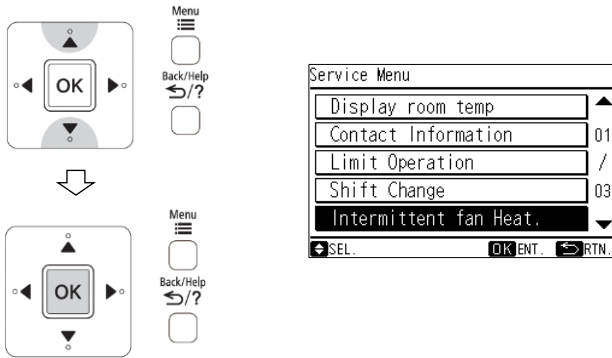 Menu
OK
Back/Help
/?
Menu
OK
Back/Help
/?
Service Menu
Display room temp
Contact Information
Limit Operation
Shift Change
Intermittent fan Heat.
01
/
03
SEL. OK ENT. RTN.